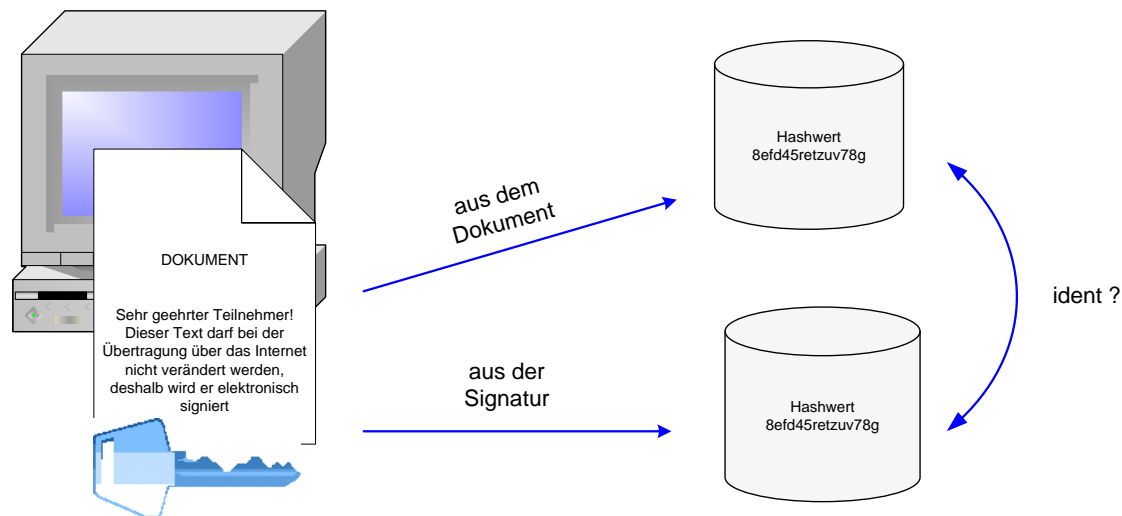 DOKUMENT
Sehr geehrter Teilnehmer!
Dieser Text darf bei der
Übertragung über das Internet
nicht verändert werden,
deshalb wird er elektronisch
signiert
aus dem
Dokument
aus der
Signatur
Hashwert
8efd45retzuv78g
Hashwert
8efd45retzuv78g
ident ?